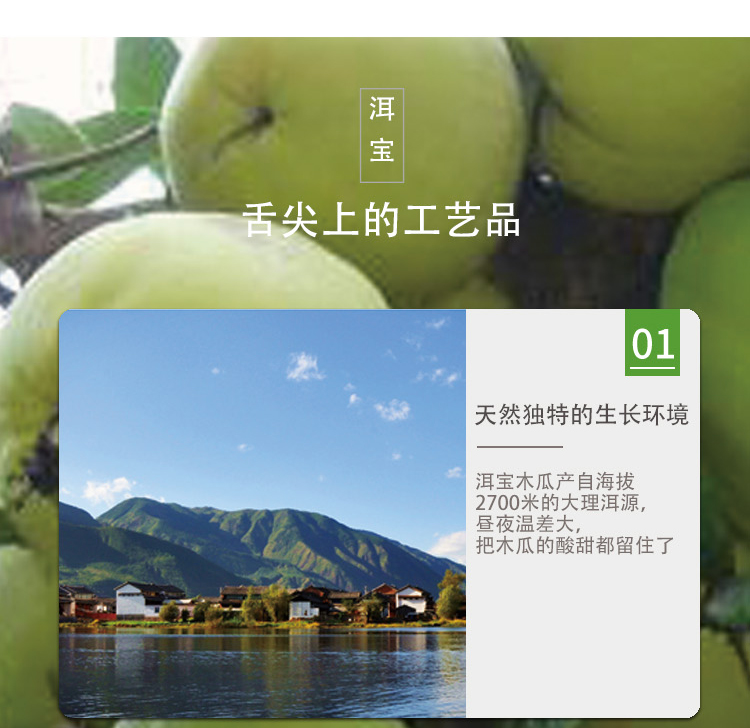 洱
宝
舌尖上的工艺品
01
天然独特的生长环境
洱宝木瓜产自海拔
2700米的大理洱源,
昼夜温差大,
把木瓜的酸甜都留住了